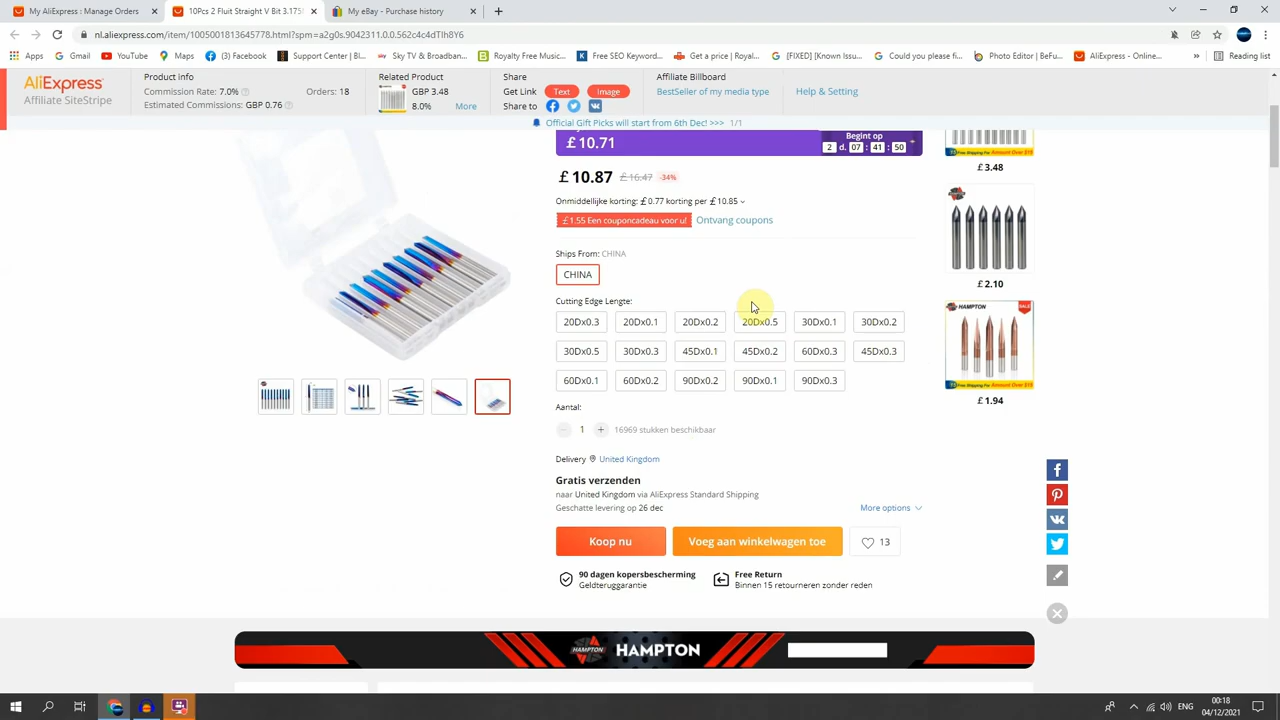 My AliExpress : Manage Orders
10Pcs 2 Fluit Straight V Bit 3.175
My eBay - Purchase history
nl.aliexpress.com/item/1005001813645778.html?spm=a2g0s.9042311.0.0.562c4c4dTlh8Y6
Apps
Gmail
YouTube
Maps
(3) Facebook
Support Center | Bl...
Sky TV & Broadban...
Royalty Free Music...
Free SEO Keyword...
Get a price | Royal...
[FIXED] [Known Issu...
Could you please fi...
Photo Editor | BeFu...
AliExpress - Online...
»
Reading list
AliExpress
Affiliate SiteStripe
Product info
Commission Rate: 7.0%
Estimated Commissions: GBP 0.76
Orders: 18
Related Product
GBP 3.48
8.0%
More
Share
Get Link
Text
Image
Share to
Affiliate Billboard
BestSeller of my media type
Help & Setting
Official Gift Picks will start from 6th Dec! >>> 1/1
£10.71
Begint op
2 d. 07 : 41 : 50
£10.87 £16.47 -34%
Onmiddellijke korting: £0.77 korting per £10.85
£1.55 Een couponcadeau voor u! Ontvang coupons
Ships From: CHINA
CHINA
Cutting Edge Lengte:
20Dx0.3 20Dx0.1 20Dx0.2 20Dx0.5 30Dx0.1 30Dx0.2
30Dx0.5 30Dx0.3 45Dx0.1 45Dx0.2 60Dx0.3 45Dx0.3
60Dx0.1 60Dx0.2 90Dx0.2 90Dx0.1 90Dx0.3
Aantal:
1 + 16969 stukken beschikbaar
Delivery United Kingdom
Gratis verzenden
naar United Kingdom via AliExpress Standard Shipping
Geschatte levering op 26 dec
More options
Koop nu
Voeg aan winkelwagen toe
13
90 dagen kopersbescherming
Geldteruggarantie
Free Return
Binnen 15 retourneren zonder reden
£3.48
£2.10
HAMPTON
SALE
£1.94
HAMPTON
HAMPTON
ENG
00:18
04/12/2021